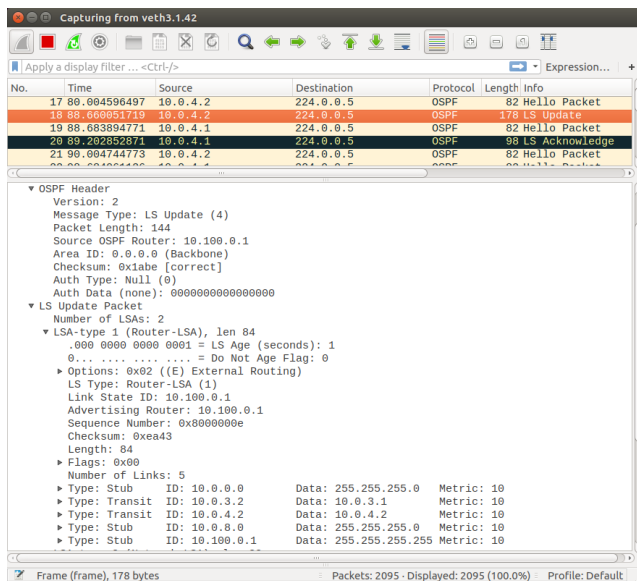 Capturing from veth3.1.42
Apply a display filter ... <Ctrl-/>
Expression... +
No. Time Source Destination Protocol Length Info
17 80.004596497 10.0.4.2 224.0.0.5 OSPF 82 Hello Packet
18 88.660051719 10.0.4.2 224.0.0.5 OSPF 178 LS Update
19 88.683894771 10.0.4.1 224.0.0.5 OSPF 82 Hello Packet
20 89.202852871 10.0.4.1 224.0.0.5 OSPF 98 LS Acknowledge
21 90.004744773 10.0.4.2 224.0.0.5 OSPF 82 Hello Packet
OSPF Header
Version: 2
Message Type: LS Update (4)
Packet Length: 144
Source OSPF Router: 10.100.0.1
Area ID: 0.0.0.0 (Backbone)
Checksum: 0x1abe [correct]
Auth Type: Null (0)
Auth Data (none): 0000000000000000
LS Update Packet
Number of LSAs: 2
LSA-type 1 (Router-LSA), len 84
.000 0000 0000 0001 = LS Age (seconds): 1
0... .... .... .... = Do Not Age Flag: 0
Options: 0x02 ((E) External Routing)
LS Type: Router-LSA (1)
Link State ID: 10.100.0.1
Advertising Router: 10.100.0.1
Sequence Number: 0x8000000e
Checksum: 0xea43
Length: 84
Flags: 0x00
Number of Links: 5
Type: Stub ID: 10.0.0.0 Data: 255.255.255.0 Metric: 10
Type: Transit ID: 10.0.3.2 Data: 10.0.3.1 Metric: 10
Type: Transit ID: 10.0.4.2 Data: 10.0.4.2 Metric: 10
Type: Stub ID: 10.0.8.0 Data: 255.255.255.0 Metric: 10
Type: Stub ID: 10.100.0.1 Data: 255.255.255.255 Metric: 10
Frame (frame), 178 bytes Packets: 2095 · Displayed: 2095 (100.0%) Profile: Default